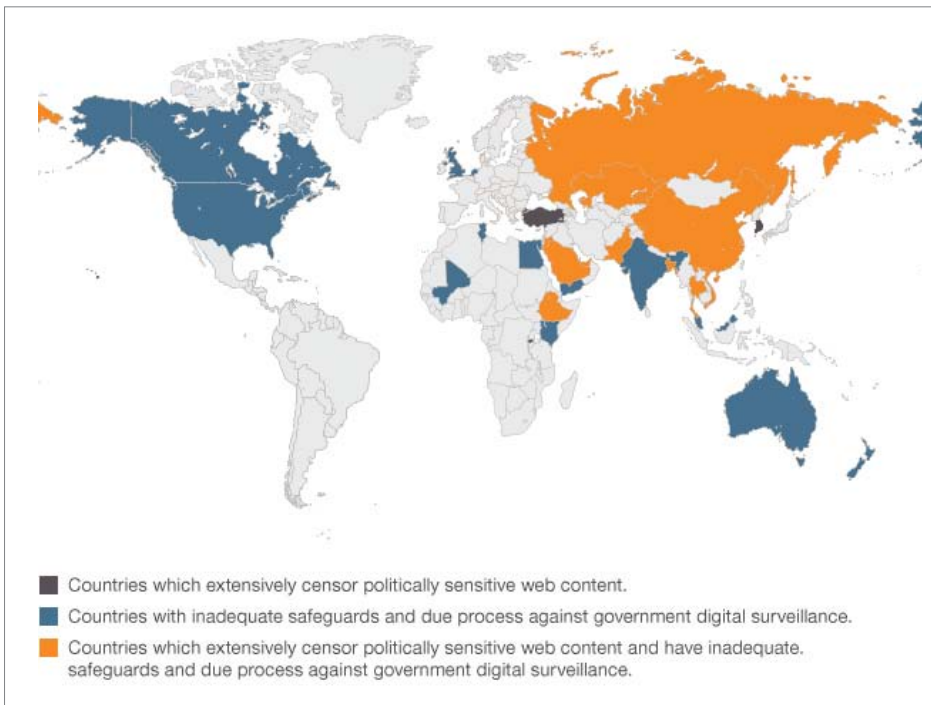 Countries which extensively censor politically sensitive web content.
Countries with inadequate safeguards and due process against government digital surveillance.
Countries which extensively censor politically sensitive web content and have inadequate.
safeguards and due process against government digital surveillance.